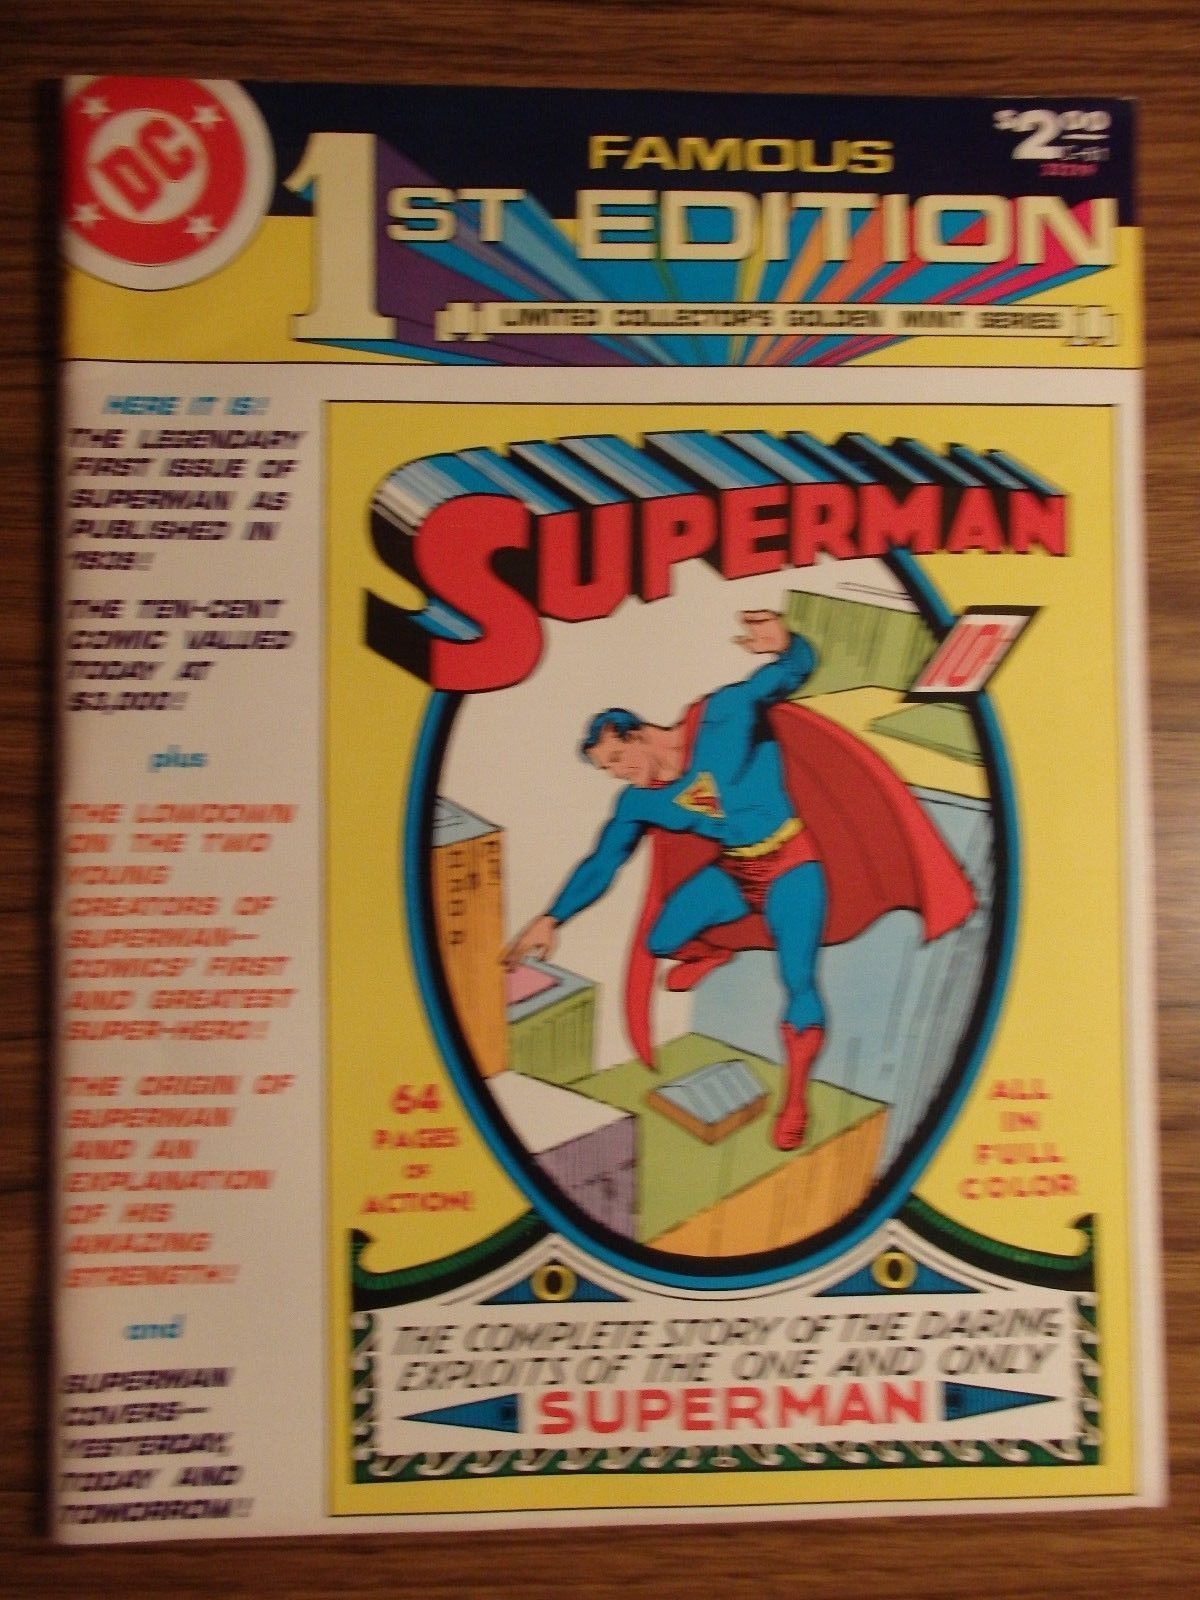 DC
FAMOUS
$2.00
1ST EDITION
LIMITED COLLECTOR'S GOLDEN MINT SERIES
HERE IT IS!
THE LEGENDARY
FIRST ISSUE OF
SUPERMAN AS
PUBLISHED IN
1939!
THE TEN-CENT
COMIC VALUED
TODAY AT
$3,000!
plus
THE LOWDOWN
ON THE TWO
YOUNG
CREATORS OF
SUPERMAN—
COMICS' FIRST
AND GREATEST
SUPER-HERO!
THE ORIGIN OF
SUPERMAN
AND AN
EXPLANATION
OF HIS
AMAZING
STRENGTH!
and
SUPERMAN
COVERS—
YESTERDAY,
TODAY AND
TOMORROW!
SUPERMAN
10¢
S
64
PAGES
OF
ACTION!
ALL
IN
FULL
COLOR
THE COMPLETE STORY OF THE DARING
EXPLOITS OF THE ONE AND ONLY
SUPERMAN